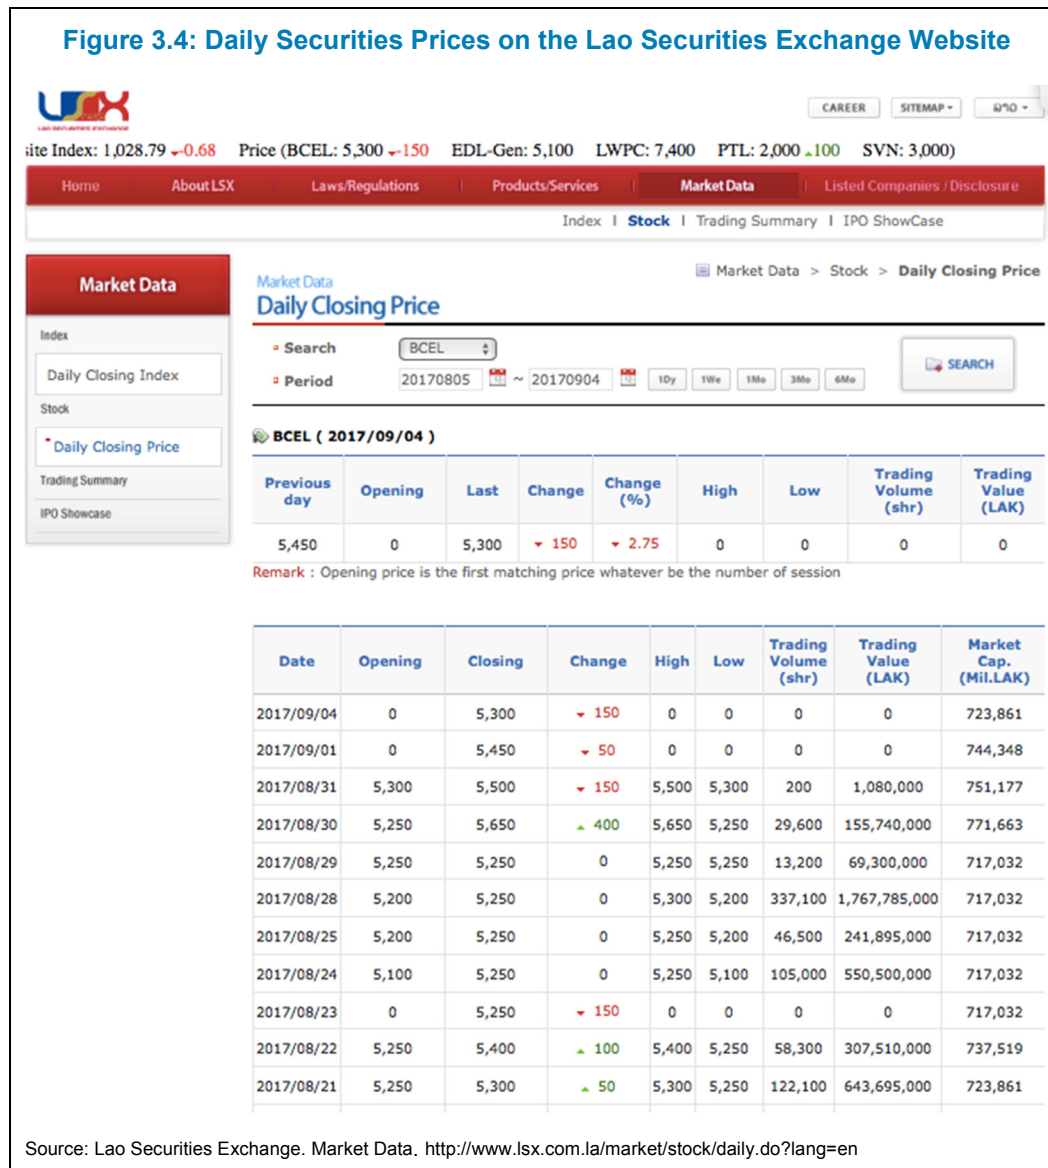 Figure 3.4: Daily Securities Prices on the Lao Securities Exchange Website
LSX
LAO SECURITIES EXCHANGE
CAREER SITEMAP ລາວ
site Index: 1,028.79 -0.68 Price (BCEL: 5,300 -150 EDL-Gen: 5,100 LWPC: 7,400 PTL: 2,000 100 SVN: 3,000)
Home About LSX Laws/Regulations Products/Services Market Data Listed Companies / Disclosure
Index | Stock | Trading Summary | IPO ShowCase
Market Data
Index
Daily Closing Index
Stock
Daily Closing Price
Trading Summary
IPO Showcase
Market Data > Stock > Daily Closing Price
Market Data
Daily Closing Price
Search BCEL
Period 20170805 ~ 20170904 1Dy 1We 1Mo 3Mo 6Mo
SEARCH
BCEL ( 2017/09/04 )
Previous day Opening Last Change Change (%) High Low Trading Volume (shr) Trading Value (LAK)
5,450 0 5,300 ▼ 150 ▼ 2.75 0 0 0 0
Remark : Opening price is the first matching price whatever be the number of session
Date Opening Closing Change High Low Trading Volume (shr) Trading Value (LAK) Market Cap. (Mil.LAK)
2017/09/04 0 5,300 ▼ 150 0 0 0 0 723,861
2017/09/01 0 5,450 ▼ 50 0 0 0 0 744,348
2017/08/31 5,300 5,500 ▼ 150 5,500 5,300 200 1,080,000 751,177
2017/08/30 5,250 5,650 ▲ 400 5,650 5,250 29,600 155,740,000 771,663
2017/08/29 5,250 5,250 0 5,250 5,250 13,200 69,300,000 717,032
2017/08/28 5,200 5,250 0 5,300 5,200 337,100 1,767,785,000 717,032
2017/08/25 5,200 5,250 0 5,250 5,200 46,500 241,895,000 717,032
2017/08/24 5,100 5,250 0 5,250 5,100 105,000 550,500,000 717,032
2017/08/23 0 5,250 ▼ 150 0 0 0 0 717,032
2017/08/22 5,250 5,400 ▲ 100 5,400 5,250 58,300 307,510,000 737,519
2017/08/21 5,250 5,300 ▲ 50 5,300 5,250 122,100 643,695,000 723,861
Source: Lao Securities Exchange. Market Data. http://www.lsx.com.la/market/stock/daily.do?lang=en